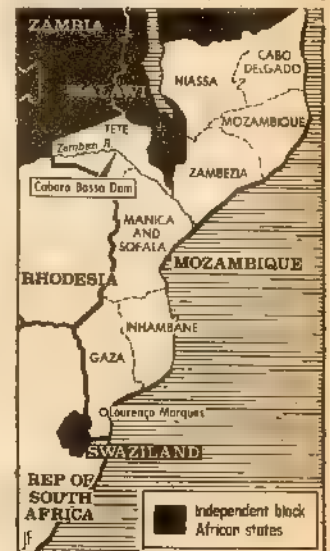 ZAMBIA
CABO
DELGADO
NIASSA
MOZAMBIQUE
TETE
Zambezi R.
Cabora Bassa Dam
ZAMBEZIA
MANICA
AND
SOFALA
MOZAMBIQUE
RHODESIA
INHAMBANE
GAZA
Lourenço Marques
SWAZILAND
REP OF
SOUTH
AFRICA
Independent black
African states